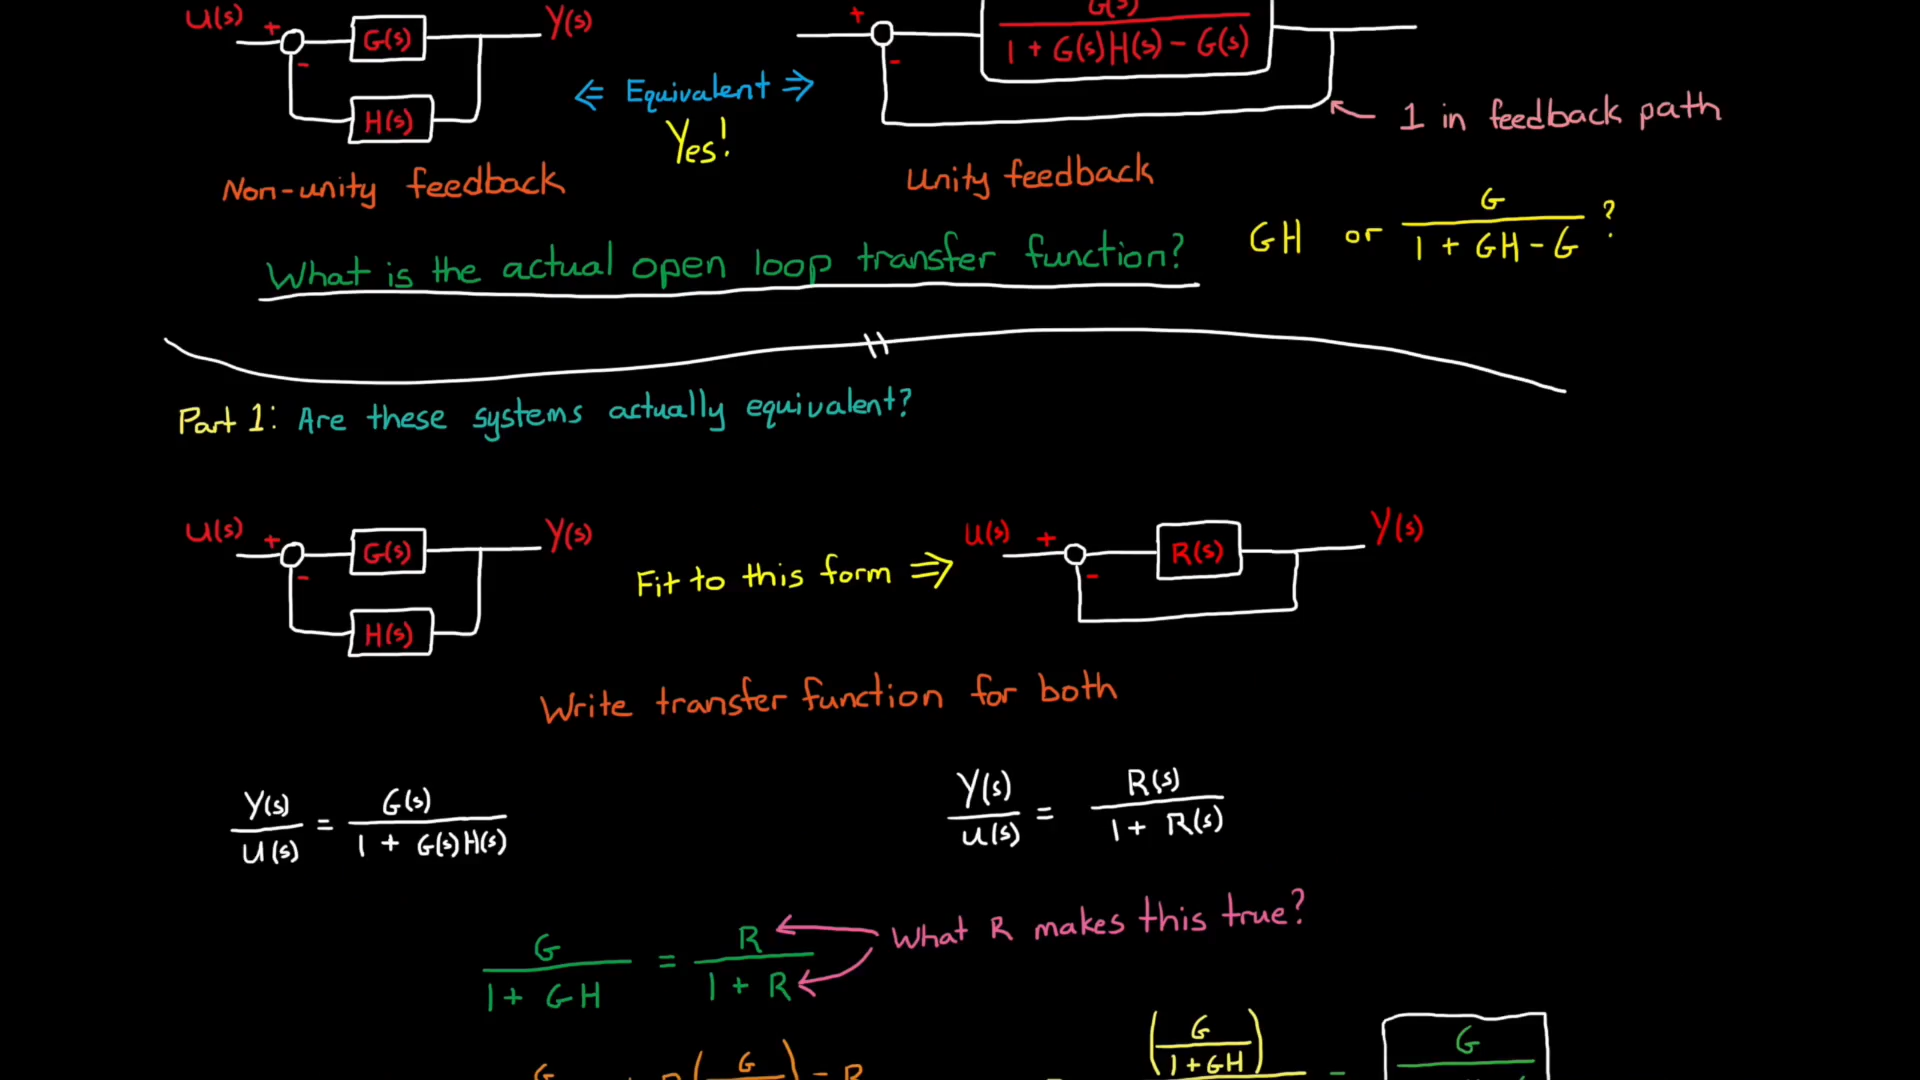 U(s) + G(s) Y(s)
- H(s)
+ G(s)
1 + G(s)H(s) - G(s)
-
⇐ Equivalent ⇒
Yes!
1 in feedback path
Non-unity feedback
Unity feedback
What is the actual open loop transfer function?
GH or G / 1 + GH - G ?
Part 1: Are these systems actually equivalent?
U(s) + G(s) Y(s)
- H(s)
Fit to this form ⇒
U(s) + R(s) Y(s)
-
Write transfer function for both
Y(s) / U(s) = G(s) / 1 + G(s)H(s)
Y(s) / U(s) = R(s) / 1 + R(s)
G / 1 + GH = R / 1 + R
What R makes this true?
(G / 1 + GH)
= G